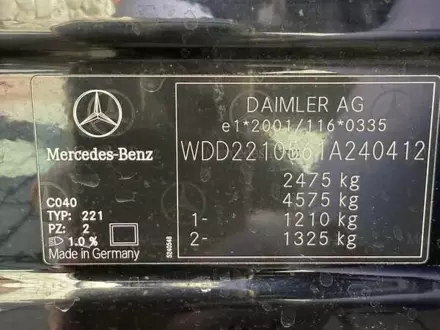 Mercedes-Benz
C040
TYP: 221
PZ: 2
1.0 %
Made in Germany
DAIMLER AG
e1*2001/116*0335
2475 kg
4575 kg
1- 1210 kg
2- 1325 kg